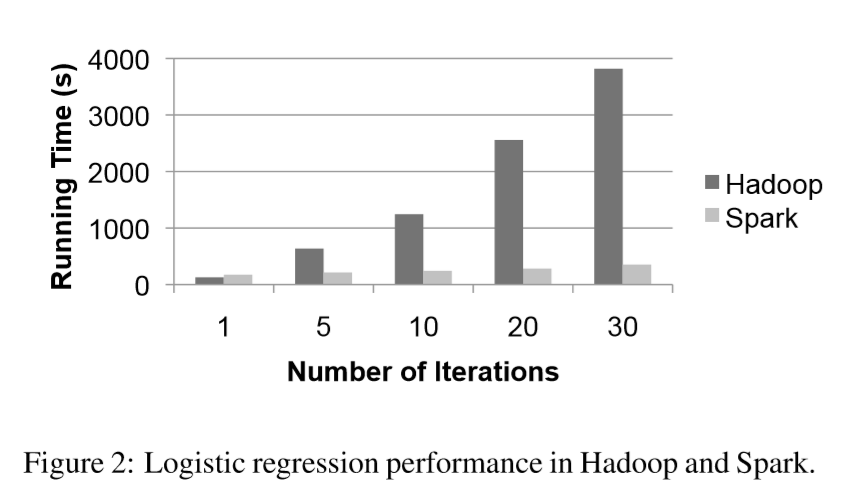 4000
3000
2000
1000
0
Running Time (s)
1 5 10 20 30
Number of Iterations
Hadoop
Spark
Figure 2: Logistic regression performance in Hadoop and Spark.